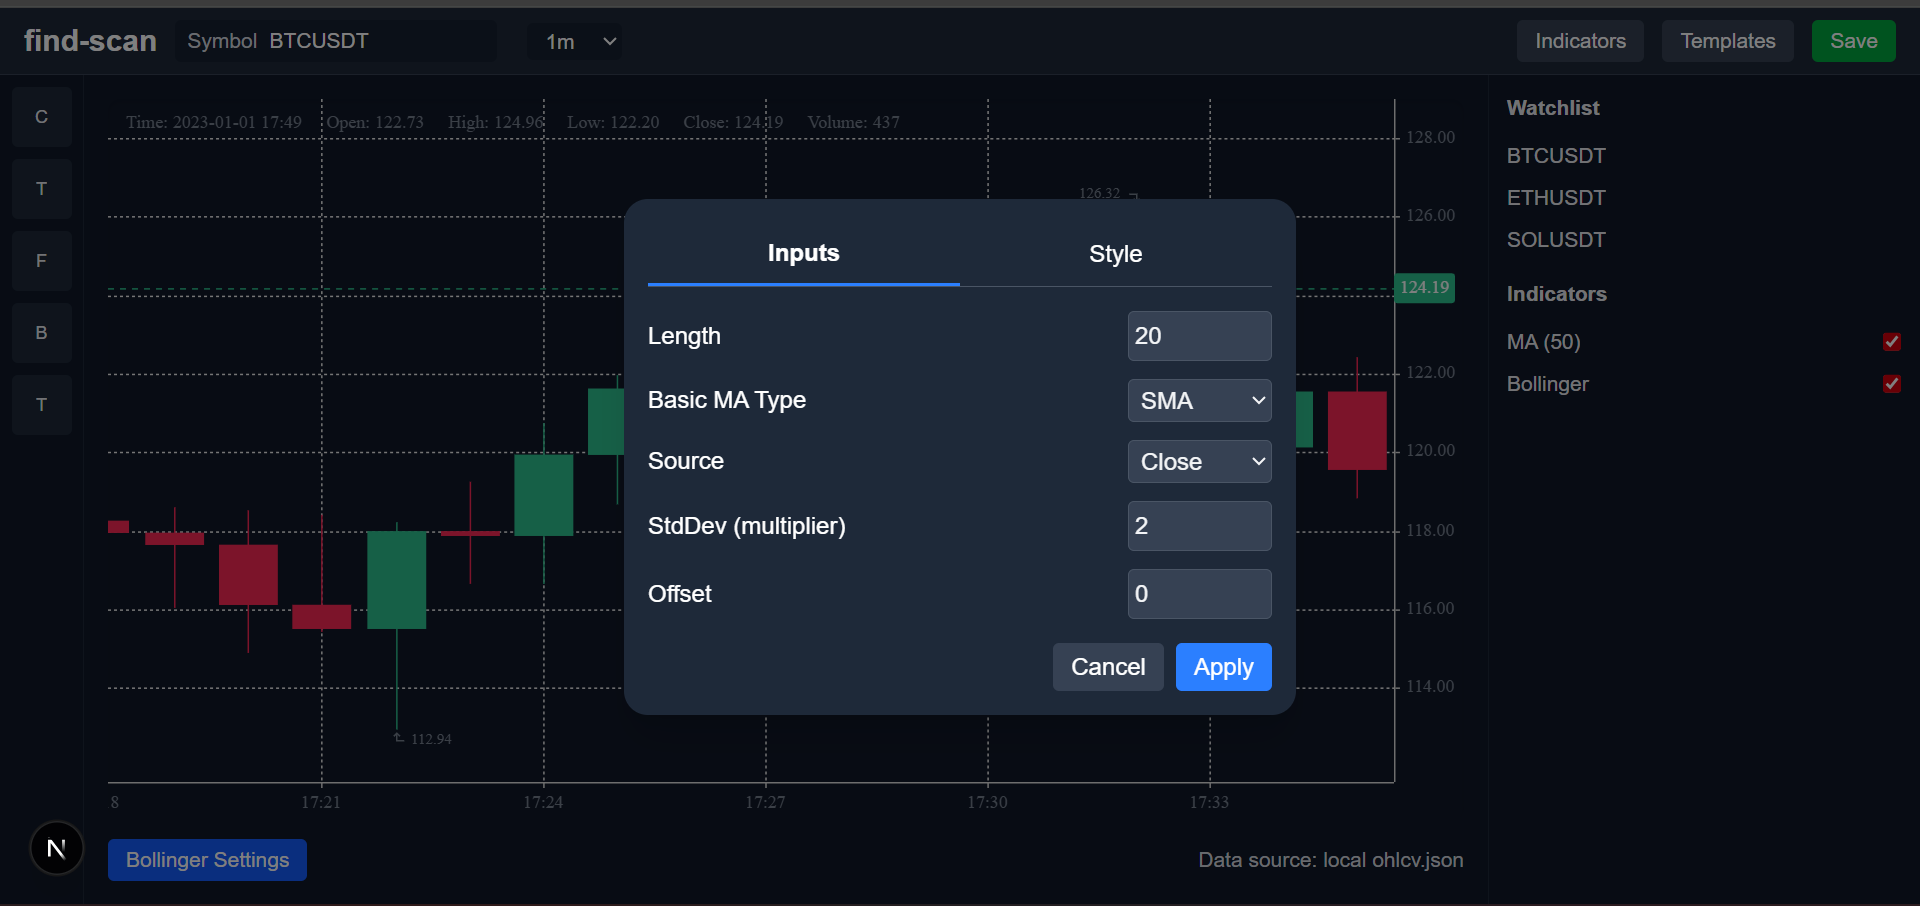 find-scan Symbol BTCUSDT 1m Indicators Templates Save
C
T
F
B
T
Time: 2023-01-01 17:49 Open: 122.73 High: 124.96 Low: 122.20 Close: 124.19 Volume: 437
128.00
126.32
126.00
124.19
122.00
120.00
118.00
116.00
114.00
112.94
8 17:21 17:24 17:27 17:30 17:33
Inputs Style
Length 20
Basic MA Type SMA
Source Close
StdDev (multiplier) 2
Offset 0
Cancel Apply
Watchlist
BTCUSDT
ETHUSDT
SOLUSDT
Indicators
MA (50)
Bollinger
N
Bollinger Settings
Data source: local ohlcv.json